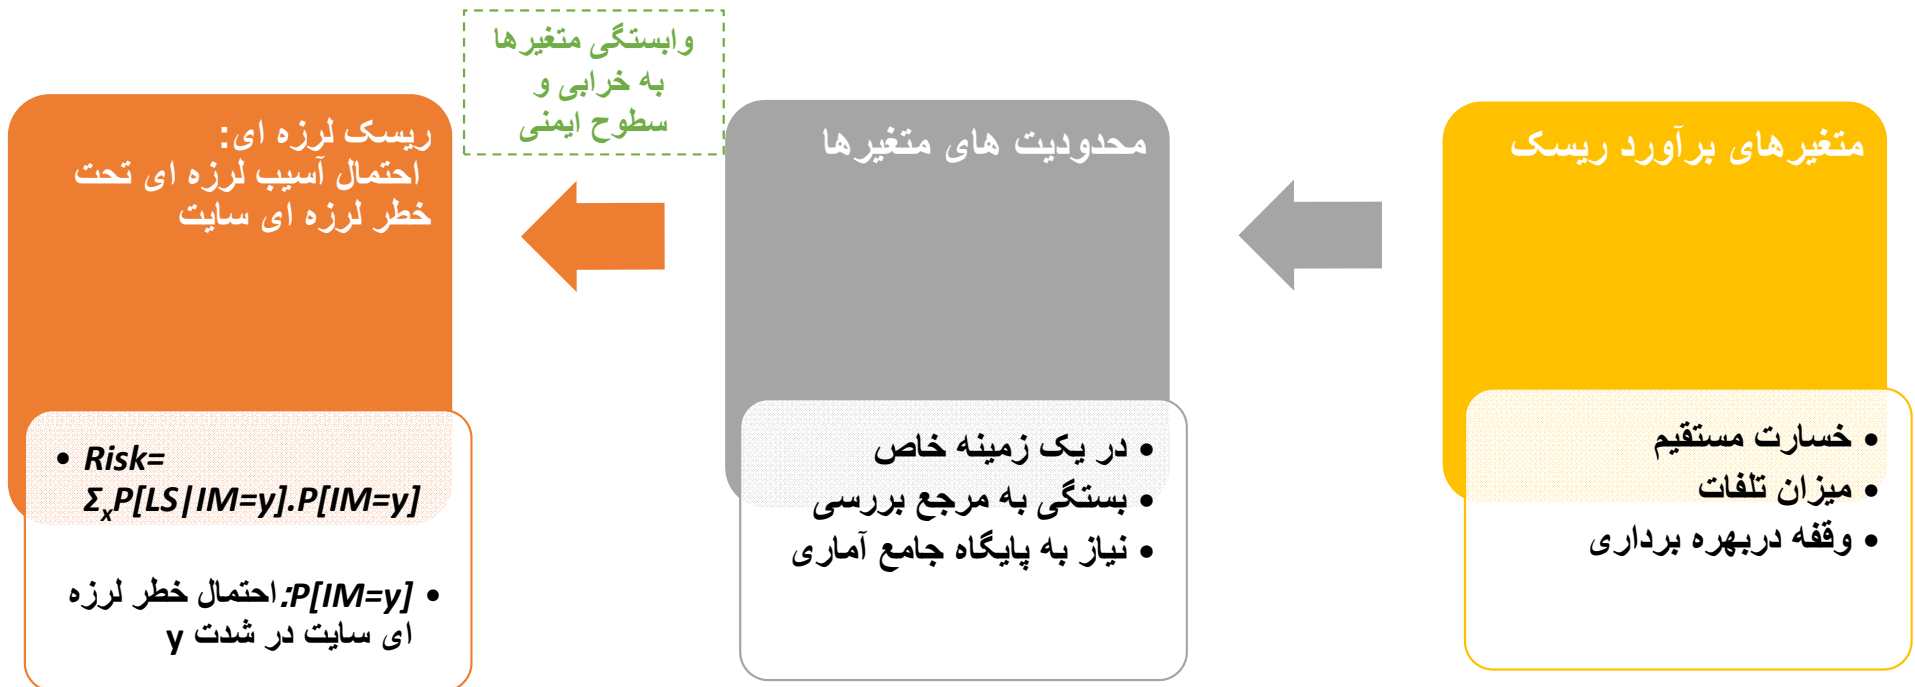 متغیرهای برآورد ریسک
• خسارت مستقیم
• میزان تلفات
• وقفه دربهره برداری
محدودیت های متغیرها
• در یک زمینه خاص
• بستگی به مرجع بررسی
• نیاز به پایگاه جامع آماری
وابستگی متغیرها
به خرابی و
سطوح ایمنی
ریسک لرزه ای:
احتمال آسیب لرزه ای تحت
خطر لرزه ای سایت
• Risk=
ΣₓP[LS|IM=y].P[IM=y]
• P[IM=y]: احتمال خطر لرزه
ای سایت در شدت y